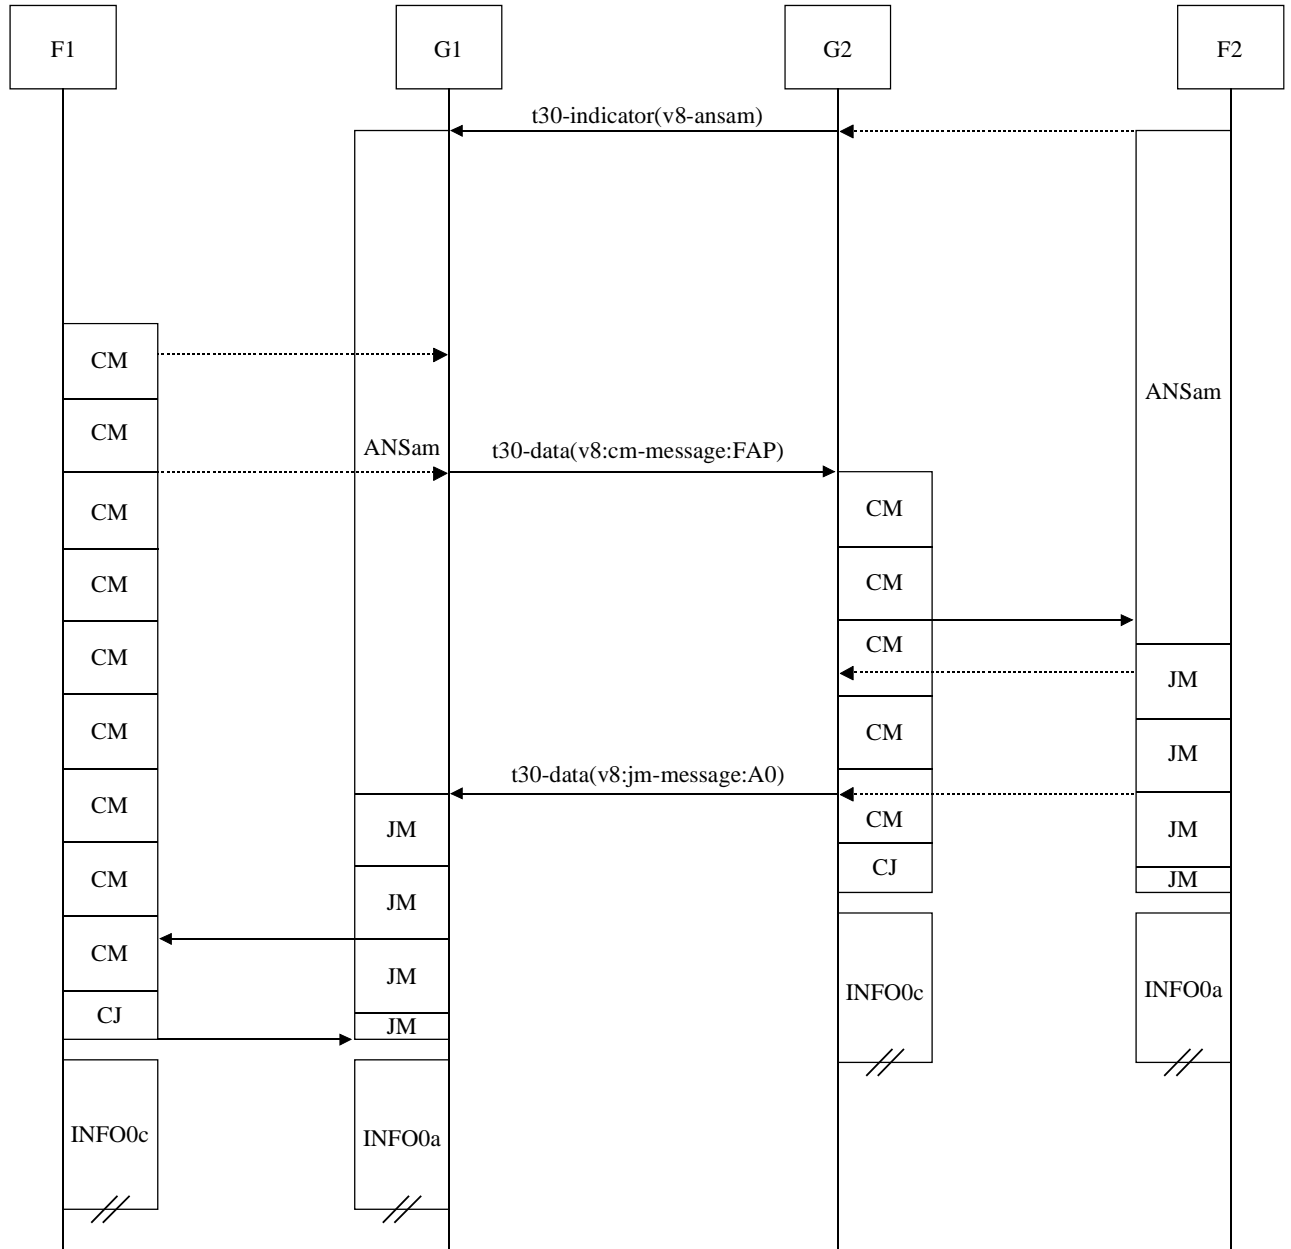 F1
G1
G2
F2
t30-indicator(v8-ansam)
CM
ANSam
CM
ANSam
t30-data(v8:cm-message:FAP)
CM
CM
CM
CM
CM
CM
JM
CM
CM
JM
t30-data(v8:jm-message:A0)
CM
JM
CM
JM
CM
CJ
JM
JM
CM
JM
INFO0c
INFO0a
CJ
JM
INFO0c
INFO0a